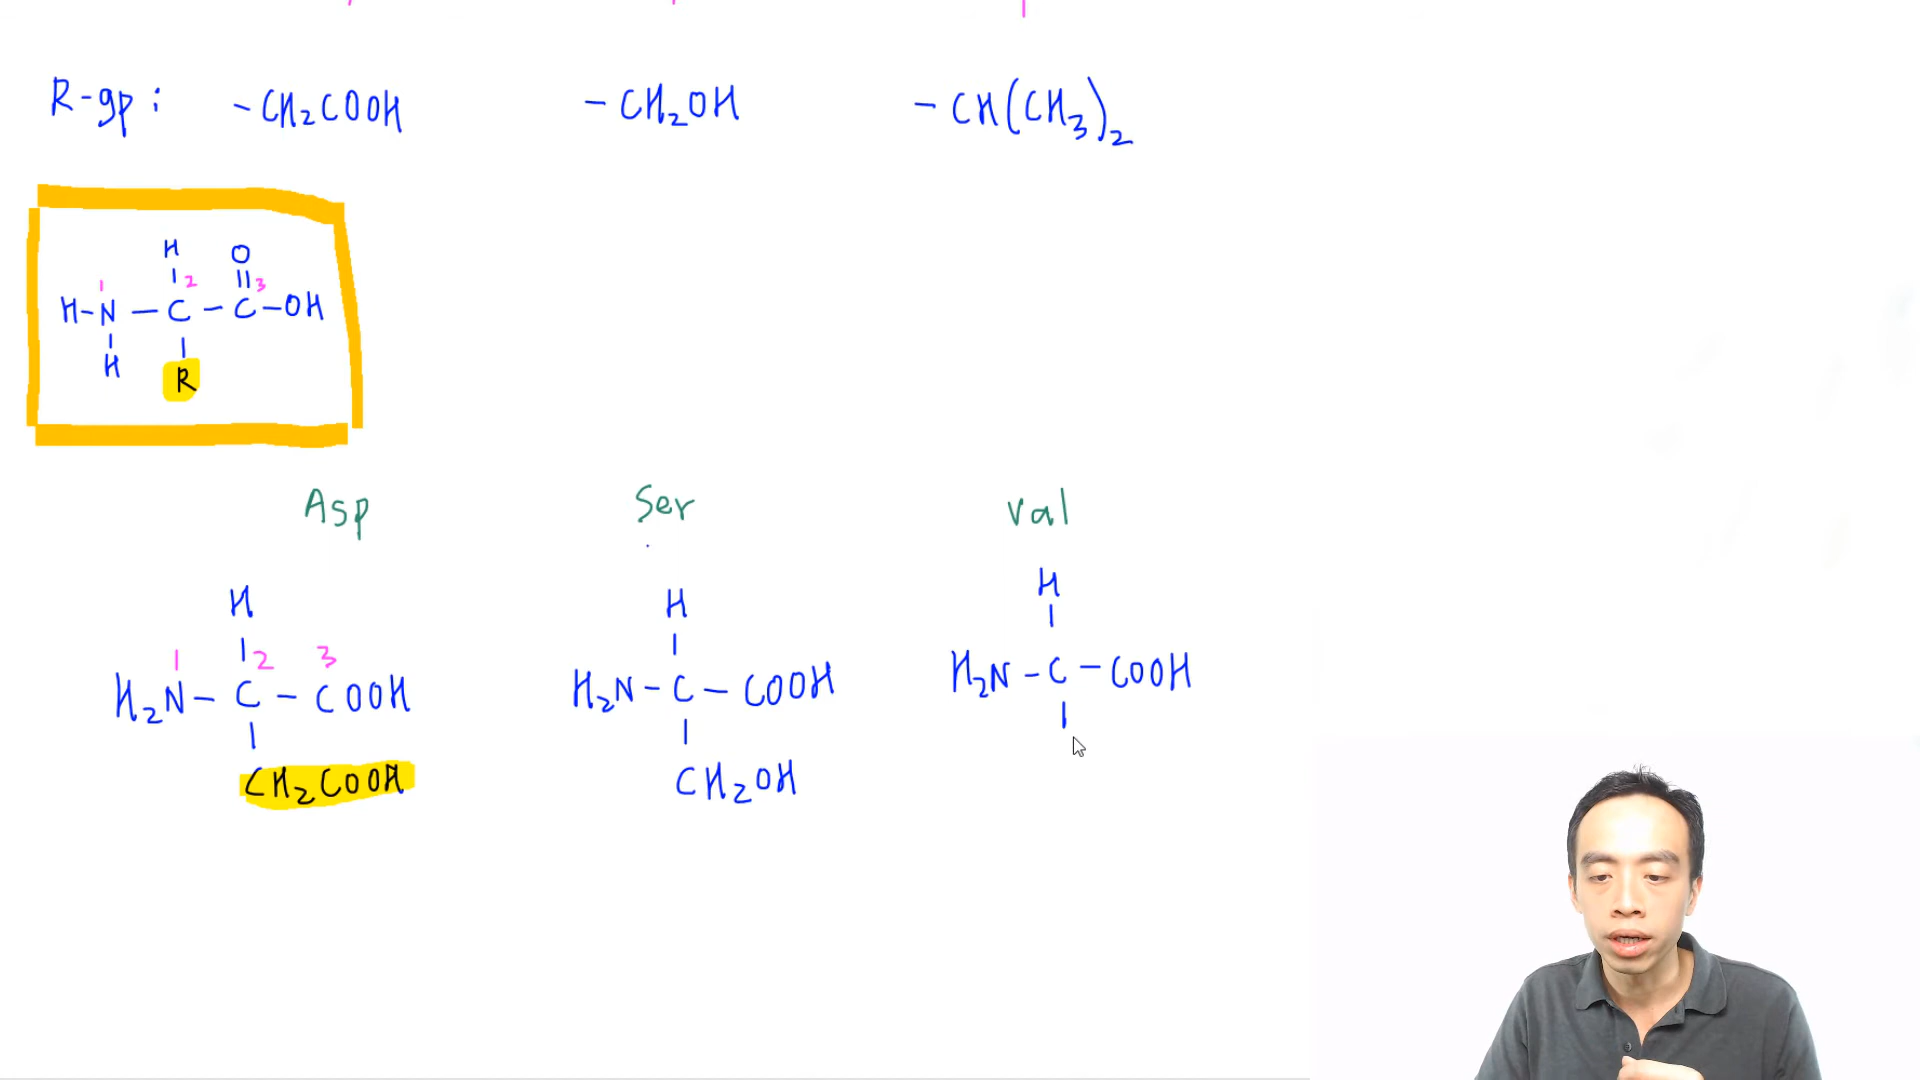 R-gp: -CH₂COOH -CH₂OH -CH(CH₃)₂
H O
1 2 3
H-N-C-C-OH
H R
Asp Ser val
H H H
1 2 3
H₂N-C-COOH H₂N-C-COOH H₂N-C-COOH
CH₂COOH CH₂OH